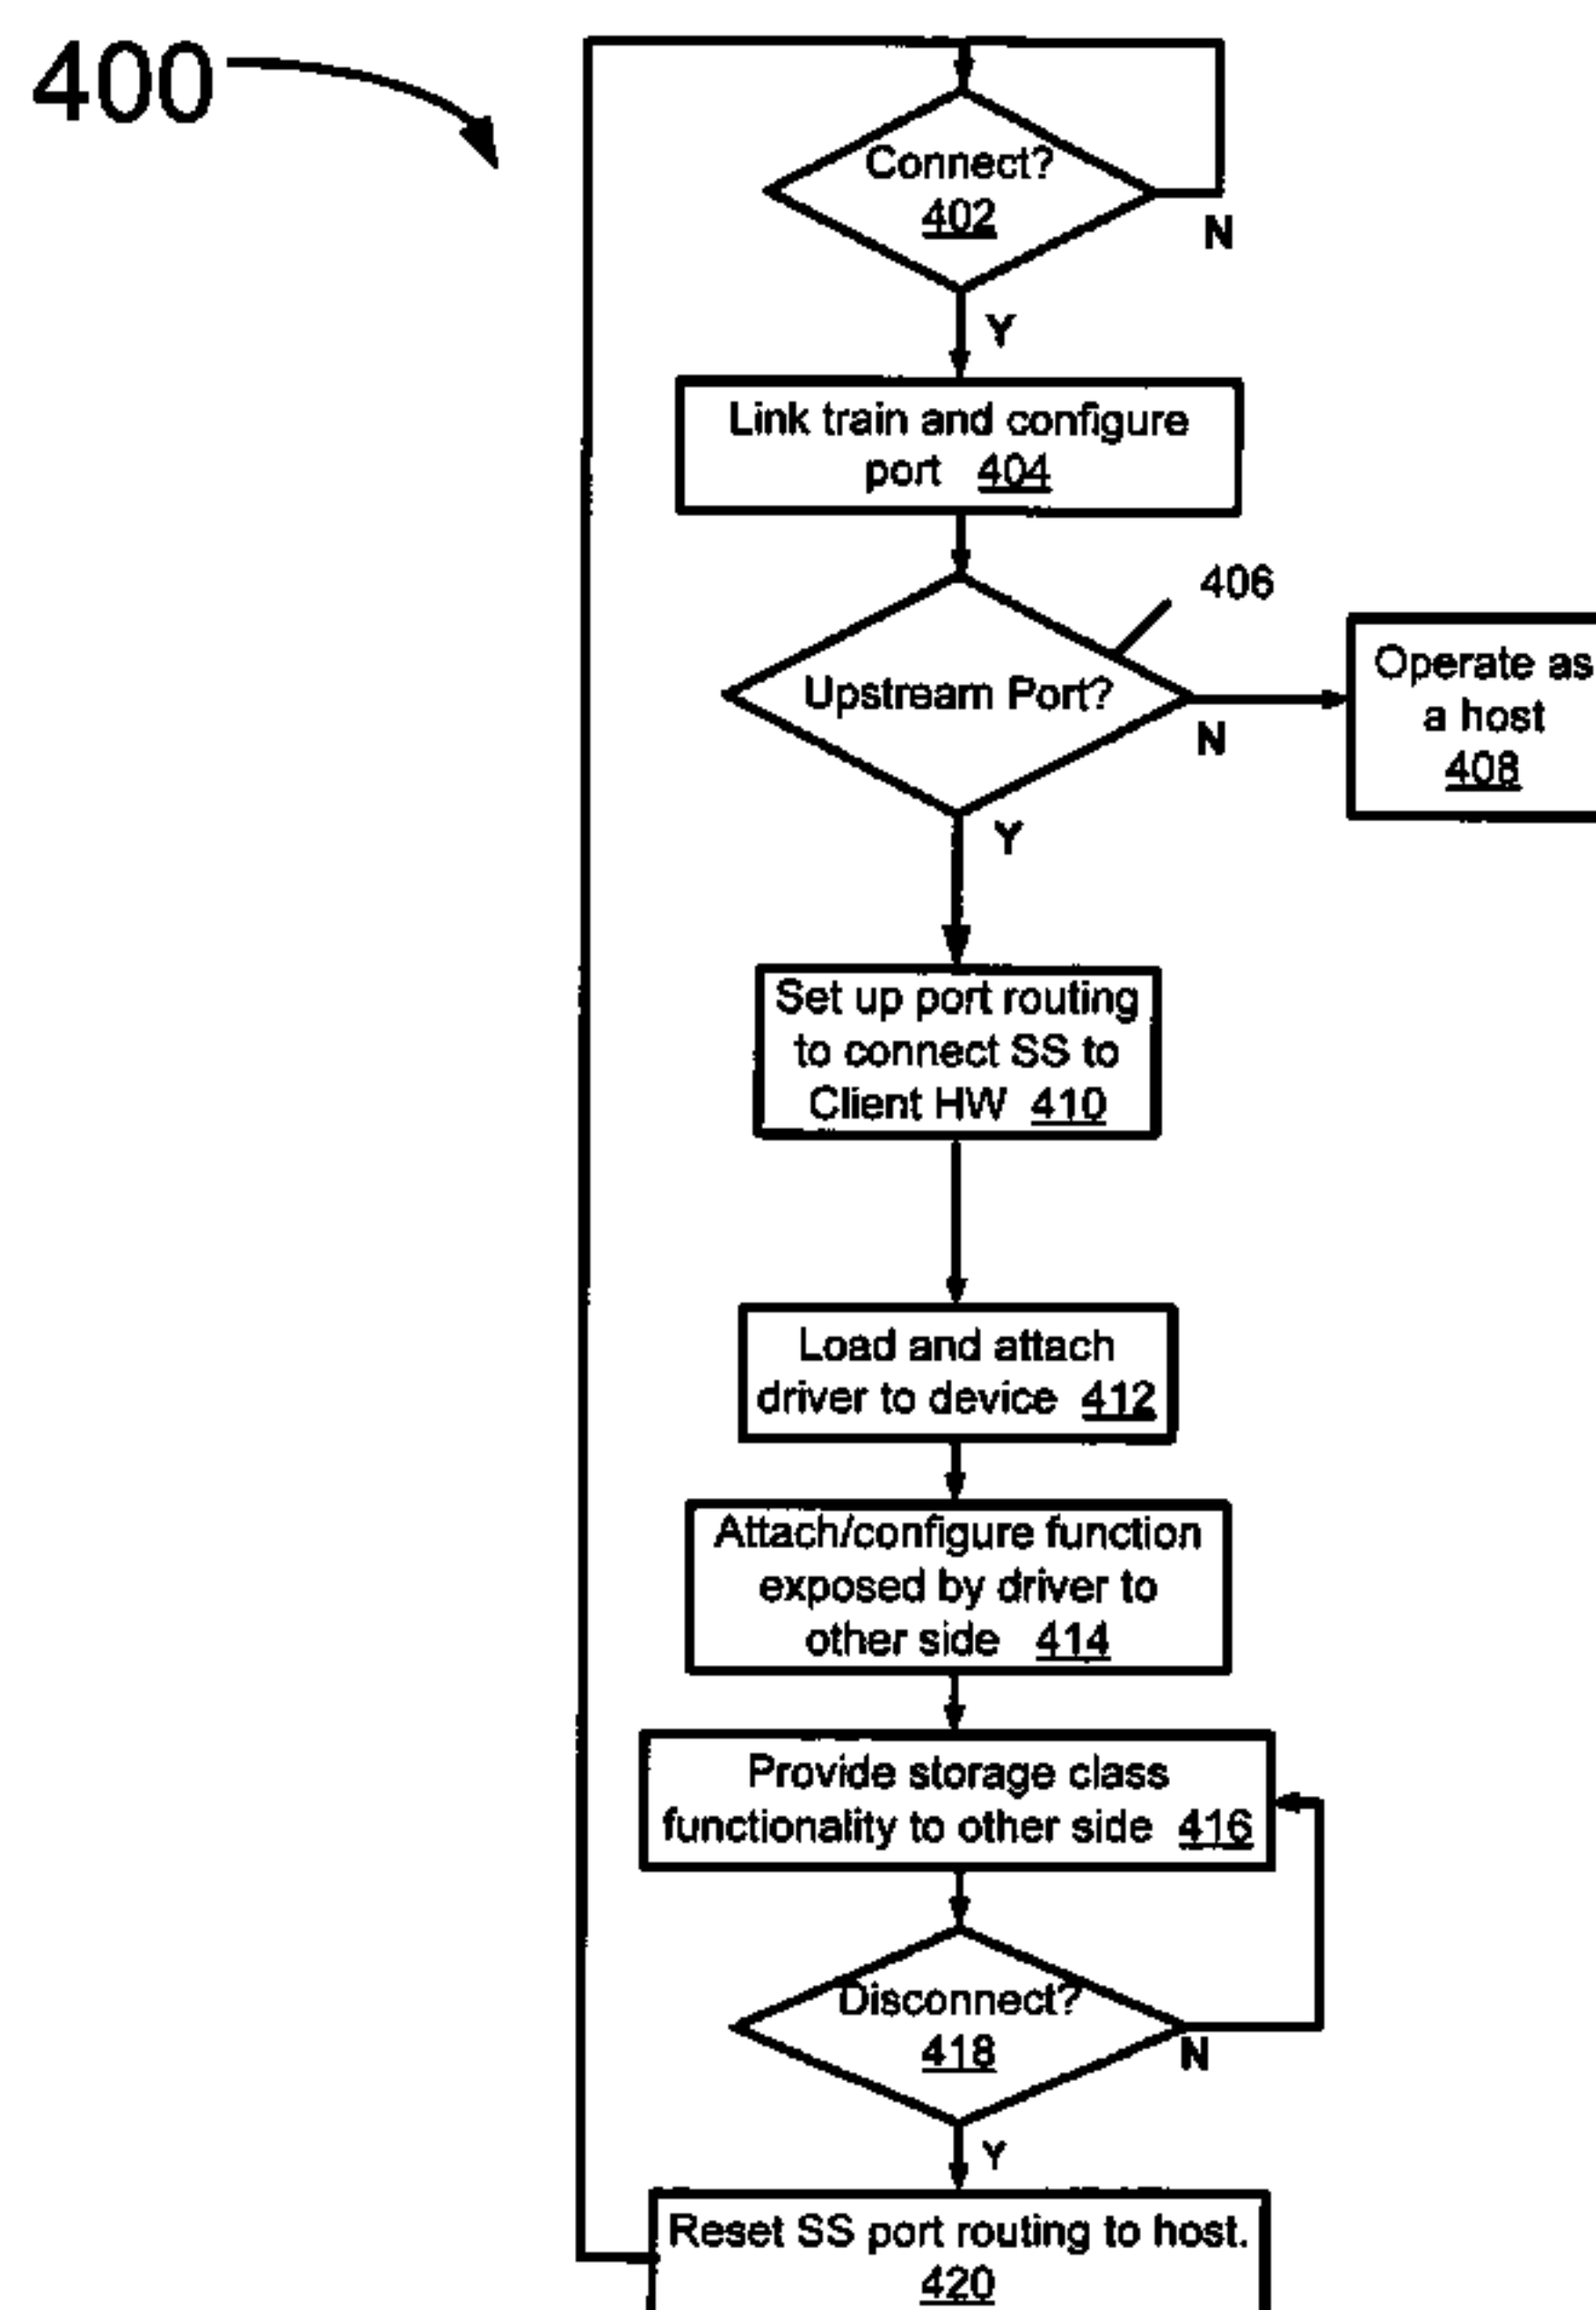 400
Connect?
402
N
Y
Link train and configure
port 404
406
Upstream Port?
N
Operate as
a host
408
Y
Set up port routing
to connect SS to
Client HW 410
Load and attach
driver to device 412
Attach/configure function
exposed by driver to
other side 414
Provide storage class
functionality to other side 416
Disconnect?
418
N
Y
Reset SS port routing to host.
420